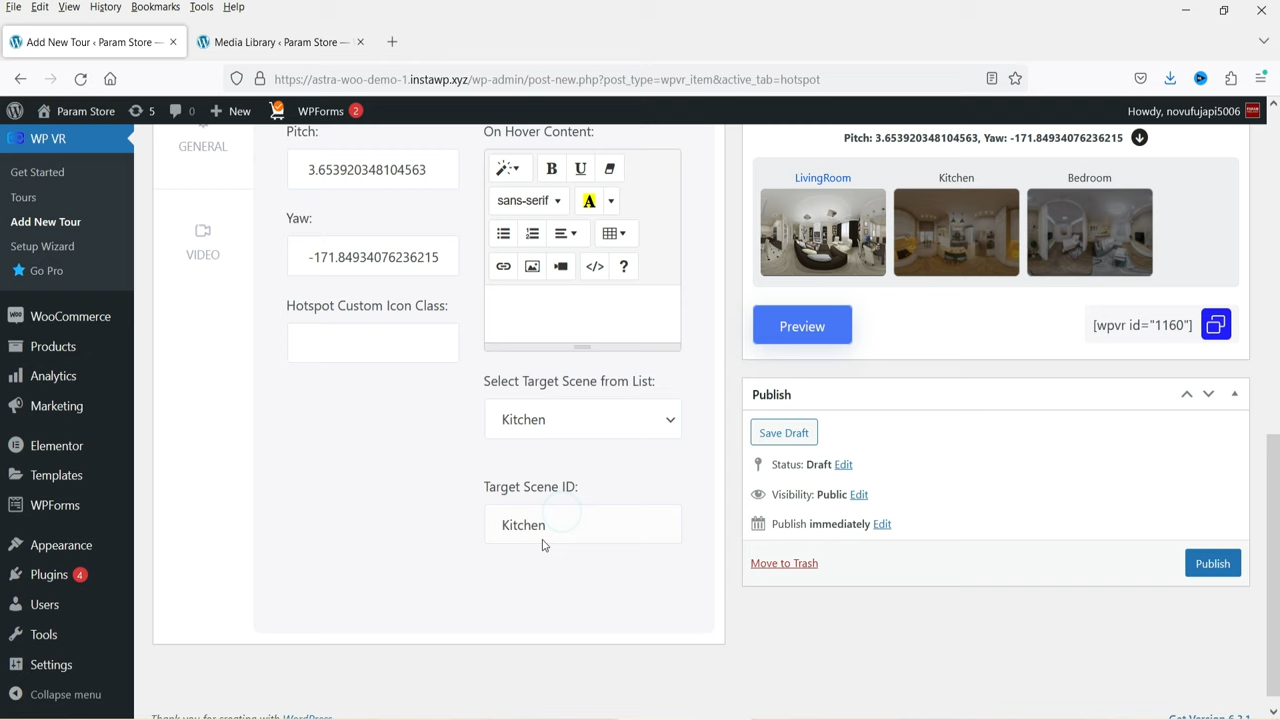 File Edit View History Bookmarks Tools Help
Add New Tour ‹ Param Store —
Media Library ‹ Param Store —
https://astra-woo-demo-1.instawp.xyz/wp-admin/post-new.php?post_type=wpvr_item&active_tab=hotspot
Param Store 5 0 New WPForms 2 Howdy, novufujapi5006
WP VR
Get Started
Tours
Add New Tour
Setup Wizard
Go Pro
WooCommerce
Products
Analytics
Marketing
Elementor
Templates
WPForms
Appearance
Plugins 4
Users
Tools
Settings
Collapse menu
GENERAL
VIDEO
Pitch:
3.653920348104563
Yaw:
-171.84934076236215
Hotspot Custom Icon Class:
On Hover Content:
B U
sans-serif A
</> ?
Select Target Scene from List:
Kitchen
Target Scene ID:
Kitchen
Pitch: 3.653920348104563, Yaw: -171.84934076236215
LivingRoom Kitchen Bedroom
Preview
[wpvr id="1160"]
Publish
Save Draft
Status: Draft Edit
Visibility: Public Edit
Publish immediately Edit
Move to Trash
Publish
Thank you for creating with WordPress
Get Version 6.3.1